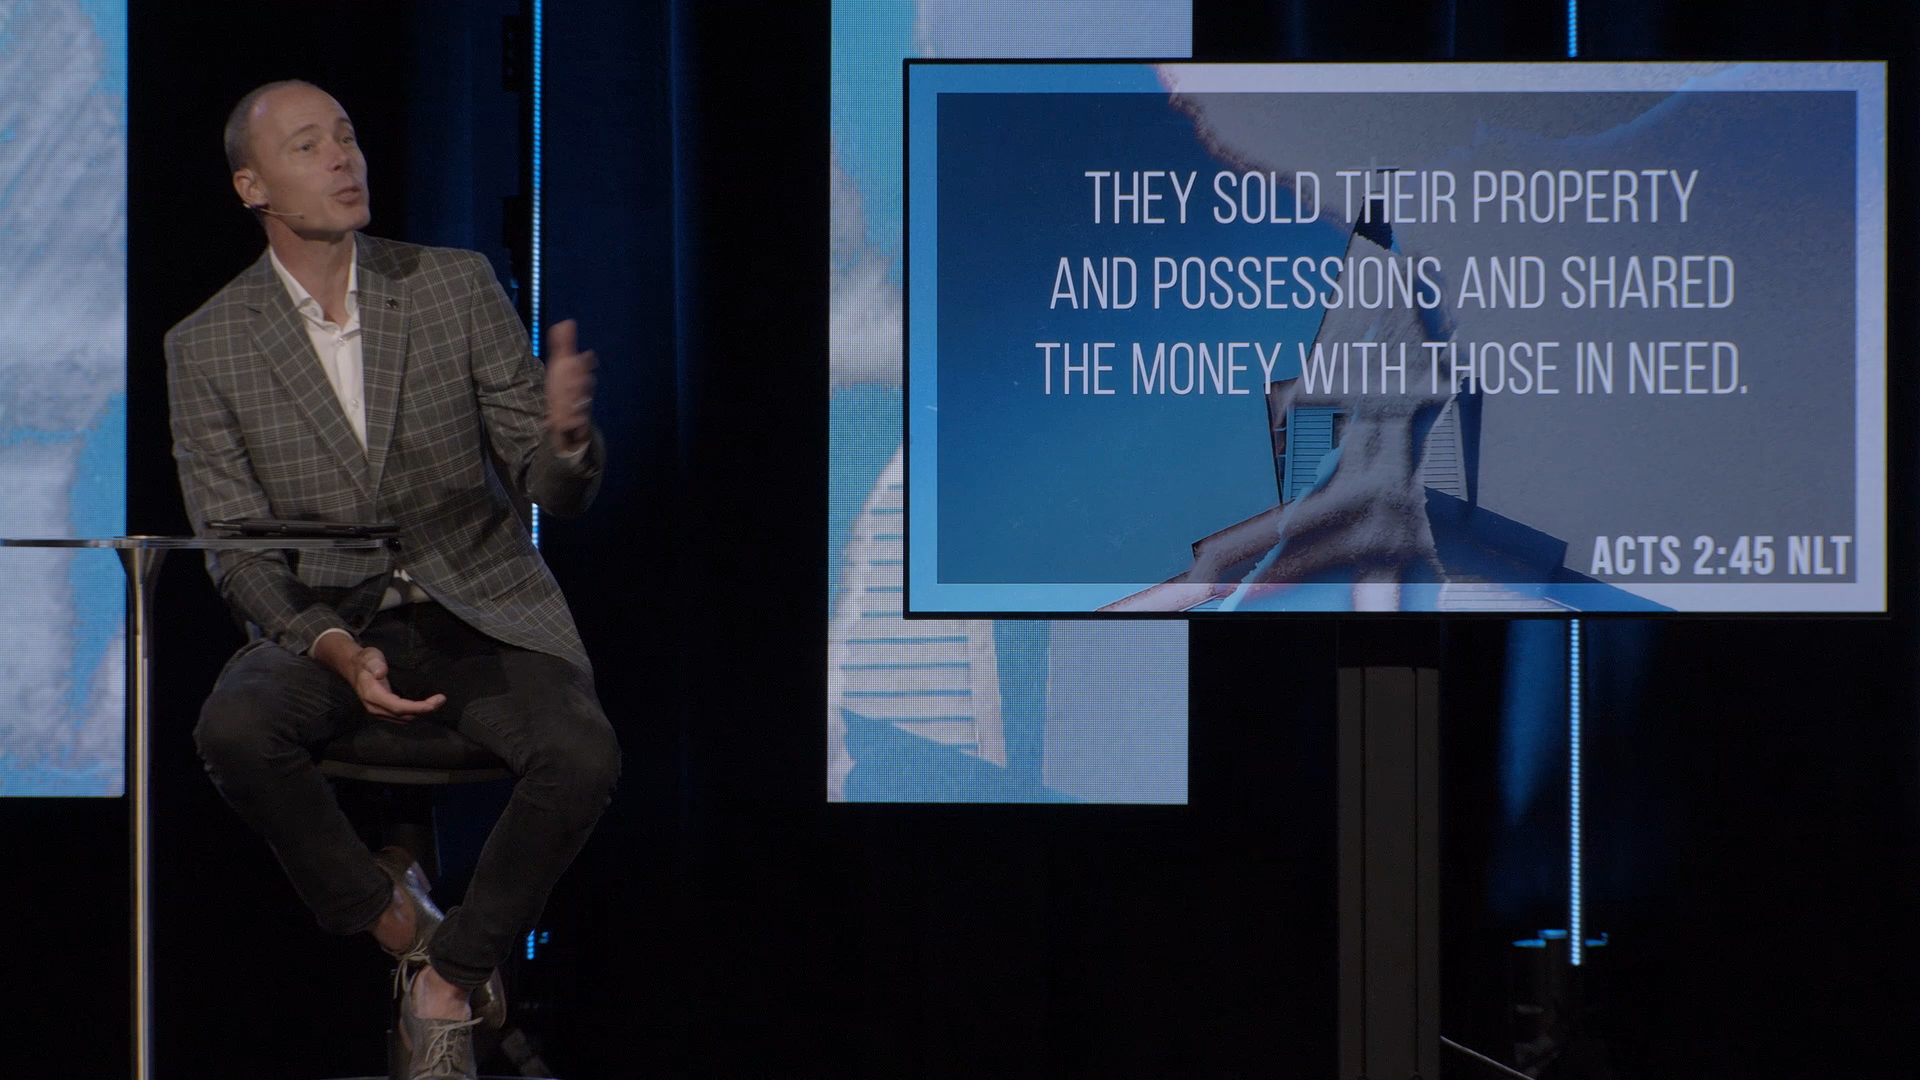 THEY SOLD THEIR PROPERTY
AND POSSESSIONS AND SHARED
THE MONEY WITH THOSE IN NEED.
ACTS 2:45 NLT